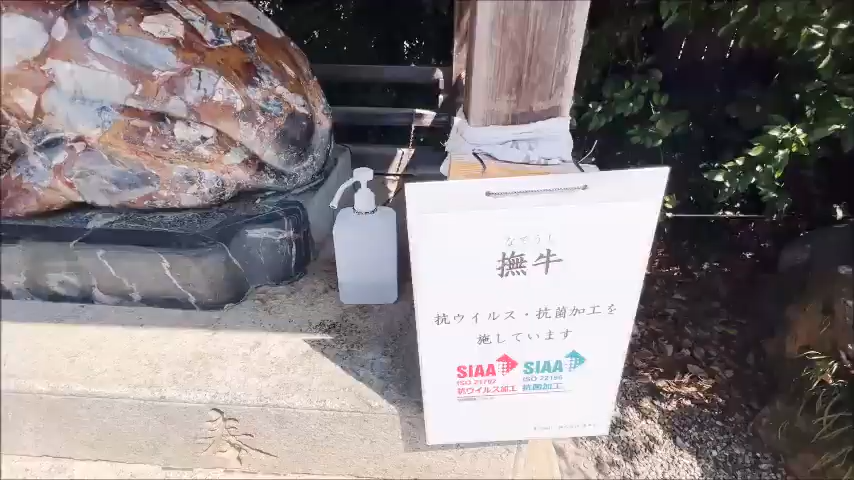 なでうし
撫牛
抗ウイルス・抗菌加工を
施しています
SIAA SIAA
ISO 21702 ISO 22196
抗ウイルス加工 抗菌加工